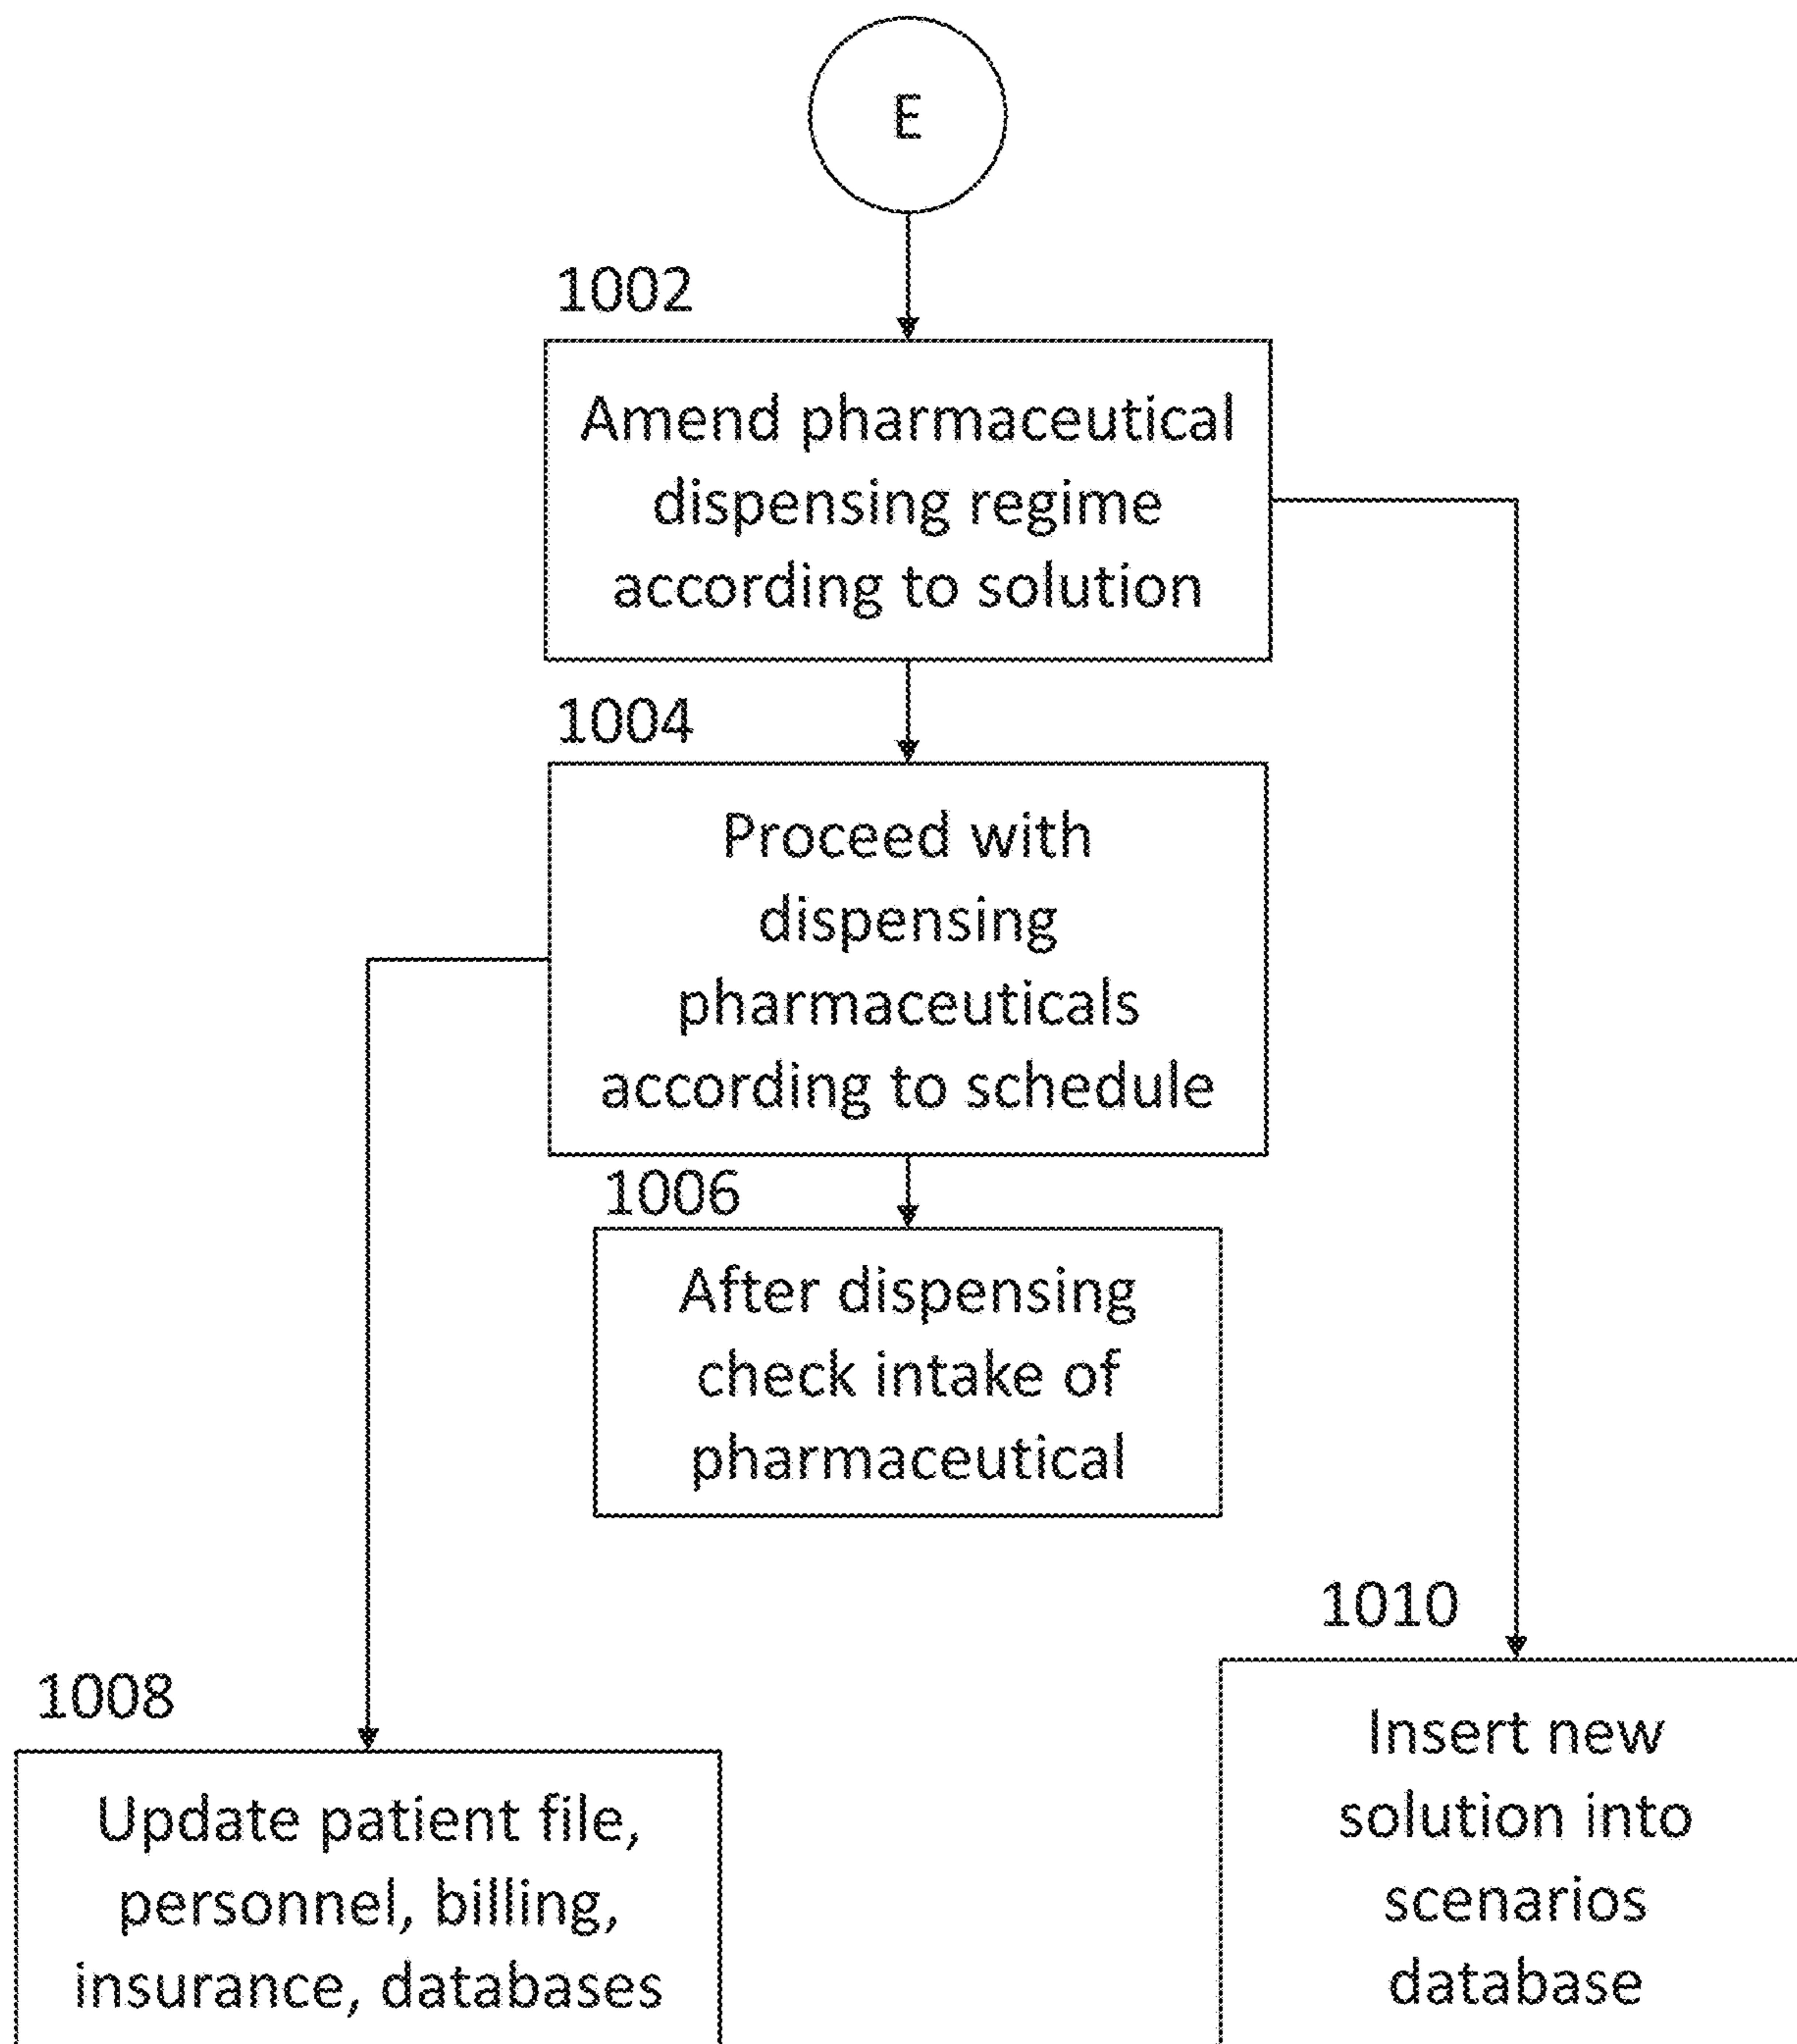 E
1002
Amend pharmaceutical
dispensing regime
according to solution
1004
Proceed with
dispensing
pharmaceuticals
according to schedule
1006
After dispensing
check intake of
pharmaceutical
1008
Update patient file,
personnel, billing,
insurance, databases
1010
Insert new
solution into
scenarios
database